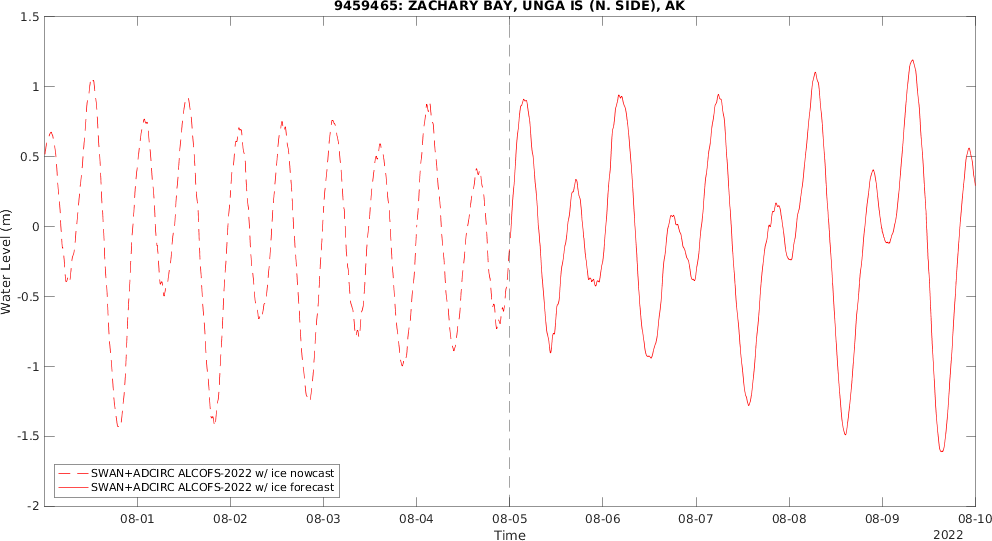 9459465: ZACHARY BAY, UNGA IS (N. SIDE), AK
1.5
1
0.5
0
-0.5
-1
-1.5
-2
Water Level (m)
SWAN+ADCIRC ALCOFS-2022 w/ ice nowcast
SWAN+ADCIRC ALCOFS-2022 w/ ice forecast
08-01 08-02 08-03 08-04 08-05 08-06 08-07 08-08 08-09 08-10
Time
2022